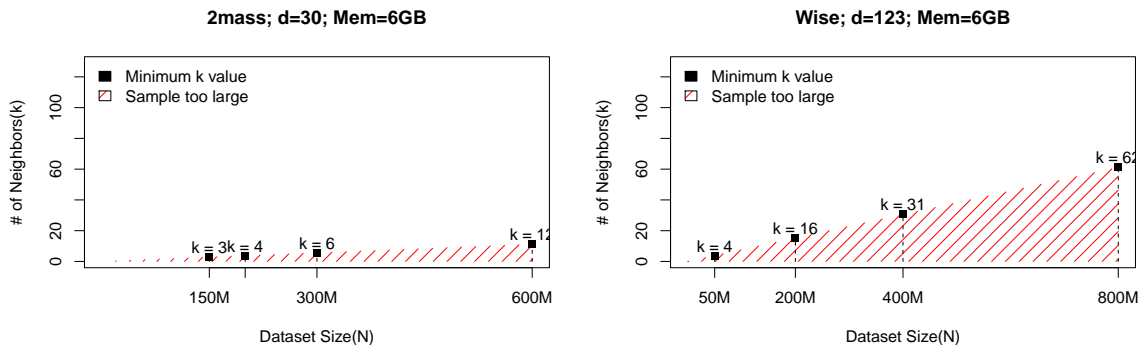 2mass; d=30; Mem=6GB
Minimum k value
Sample too large
# of Neighbors(k)
0
20
60
100
k = 3
k = 4
k = 6
k = 12
150M
300M
600M
Dataset Size(N)
Wise; d=123; Mem=6GB
Minimum k value
Sample too large
# of Neighbors(k)
0
20
60
100
k = 4
k = 16
k = 31
k = 62
50M
200M
400M
800M
Dataset Size(N)